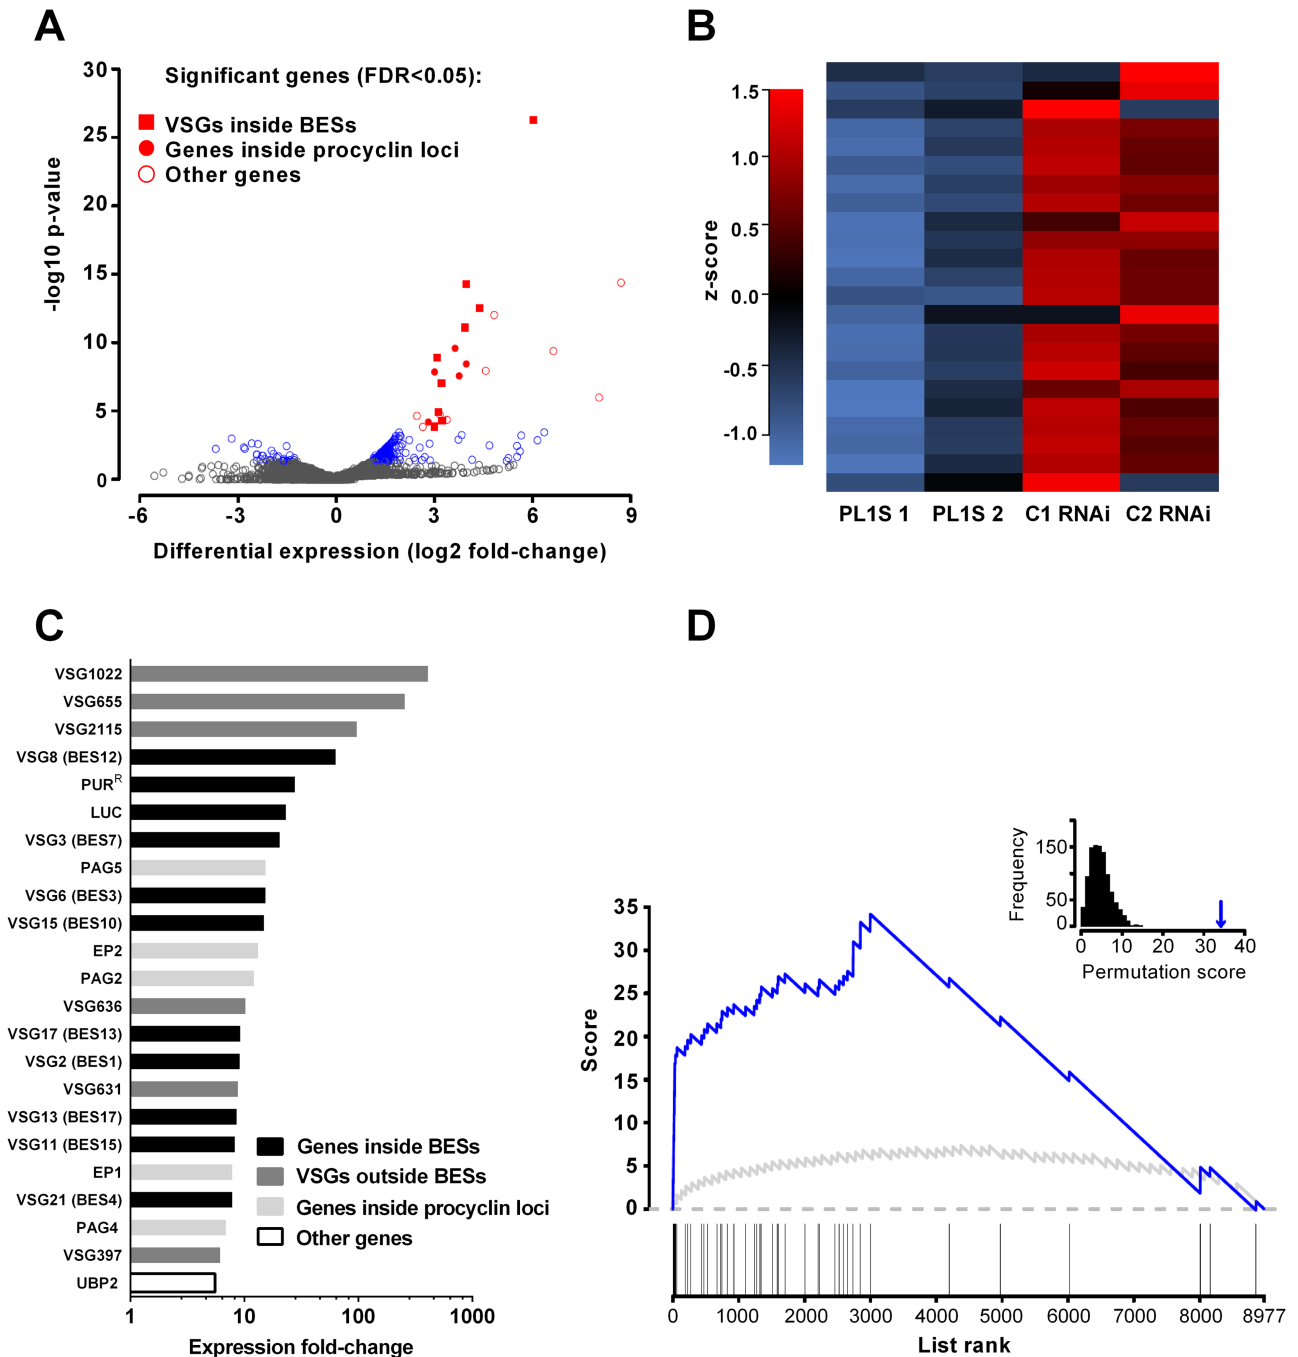 A
Significant genes (FDR<0.05):
VSGs inside BESs
Genes inside procyclin loci
Other genes
-log10 p-value
30
25
20
15
10
5
0
-6 -3 0 3 6 9
Differential expression (log2 fold-change)
B
z-score
1.5
1.0
0.5
0.0
-0.5
-1.0
PL1S 1 PL1S 2 C1 RNAi C2 RNAi
C
VSG1022
VSG655
VSG2115
VSG8 (BES12)
PURR
LUC
VSG3 (BES7)
PAG5
VSG6 (BES3)
VSG15 (BES10)
EP2
PAG2
VSG636
VSG17 (BES13)
VSG2 (BES1)
VSG631
VSG13 (BES17)
VSG11 (BES15)
EP1
VSG21 (BES4)
PAG4
VSG397
UBP2
Genes inside BESs
VSGs outside BESs
Genes inside procyclin loci
Other genes
1 10 100 1000
Expression fold-change
D
Frequency
150
50
0
0 10 20 30 40
Permutation score
Score
35
30
25
20
15
10
5
0
0 1000 2000 3000 4000 5000 6000 7000 8000 8977
List rank